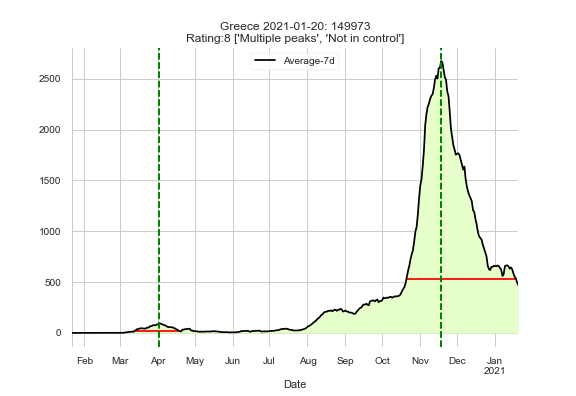 Greece 2021-01-20: 149973
Rating:8 ['Multiple peaks', 'Not in control']
Average-7d
2500
2000
1500
1000
500
0
Feb Mar Apr May Jun Jul Aug Sep Oct Nov Dec Jan
2021
Date